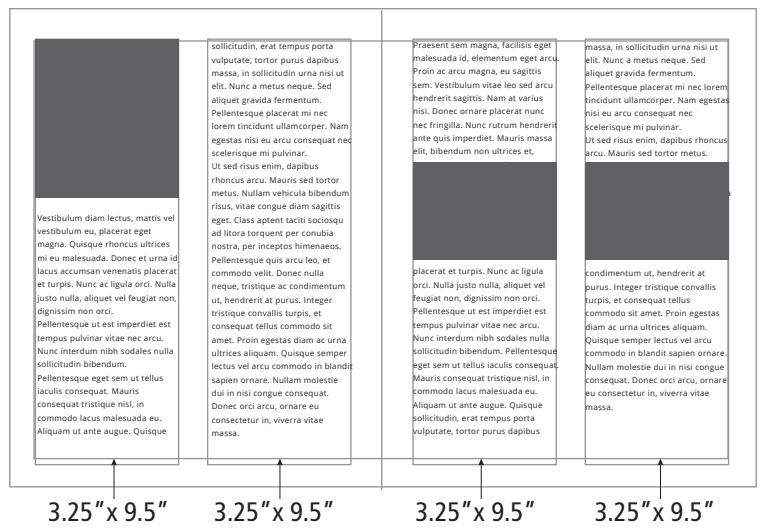 Vestibulum diam lectus, mattis vel
vestibulum eu, placerat eget
magna. Quisque rhoncus ultrices
mi eu malesuada. Donec et urna id
lacus accumsan venenatis placerat
et turpis. Nunc ac ligula orci. Nulla
justo nulla, aliquet vel feugiat non,
dignissim non orci.
Pellentesque ut est imperdiet est
tempus pulvinar vitae nec arcu.
Nunc interdum nibh sodales nulla
sollicitudin bibendum.
Pellentesque eget sem ut tellus
iaculis consequat. Mauris
consequat tristique nisl, in
commodo lacus malesuada eu.
Aliquam ut ante augue. Quisque
sollicitudin, erat tempus porta
vulputate, tortor purus dapibus
massa, in sollicitudin urna nisi ut
elit. Nunc a metus neque. Sed
aliquet gravida fermentum.
Pellentesque placerat mi nec
lorem tincidunt ullamcorper. Nam
egestas nisi eu arcu consequat nec
scelerisque mi pulvinar.
Ut sed risus enim, dapibus
rhoncus arcu. Mauris sed tortor
metus. Nullam vehicula bibendum
risus, vitae congue diam sagittis
eget. Class aptent taciti sociosqu
ad litora torquent per conubia
nostra, per inceptos himenaeos.
Pellentesque quis arcu leo, et
commodo velit. Donec nulla
neque, tristique ac condimentum
ut, hendrerit at purus. Integer
tristique convallis turpis, et
consequat tellus commodo sit
amet. Proin egestas diam ac urna
ultrices aliquam. Quisque semper
lectus vel arcu commodo in blandit
sapien ornare. Nullam molestie
dui in nisi congue consequat.
Donec orci arcu, ornare eu
consectetur in, viverra vitae
massa.
Praesent sem magna, facilisis eget
malesuada id, elementum eget arcu.
Proin ac arcu magna, eu sagittis
sem. Vestibulum vitae leo sed arcu
hendrerit sagittis. Nam at varius
nisi. Donec ornare placerat nunc
nec fringilla. Nunc rutrum hendrerit
ante quis imperdiet. Mauris massa
elit, bibendum non ultrices et,
placerat et turpis. Nunc ac ligula
orci. Nulla justo nulla, aliquet vel
feugiat non, dignissim non orci.
Pellentesque ut est imperdiet est
tempus pulvinar vitae nec arcu.
Nunc interdum nibh sodales nulla
sollicitudin bibendum. Pellentesque
eget sem ut tellus iaculis consequat.
Mauris consequat tristique nisl, in
commodo lacus malesuada eu.
Aliquam ut ante augue. Quisque
sollicitudin, erat tempus porta
vulputate, tortor purus dapibus
massa, in sollicitudin urna nisi ut
elit. Nunc a metus neque. Sed
aliquet gravida fermentum.
Pellentesque placerat mi nec lorem
tincidunt ullamcorper. Nam egestas
nisi eu arcu consequat nec
scelerisque mi pulvinar.
Ut sed risus enim, dapibus rhoncus
arcu. Mauris sed tortor metus.
condimentum ut, hendrerit at
purus. Integer tristique convallis
turpis, et consequat tellus
commodo sit amet. Proin egestas
diam ac urna ultrices aliquam.
Quisque semper lectus vel arcu
commodo in blandit sapien ornare.
Nullam molestie dui in nisi congue
consequat. Donec orci arcu, ornare
eu consectetur in, viverra vitae
massa.
3.25″x 9.5″
3.25″x 9.5″
3.25″x 9.5″
3.25″x 9.5″